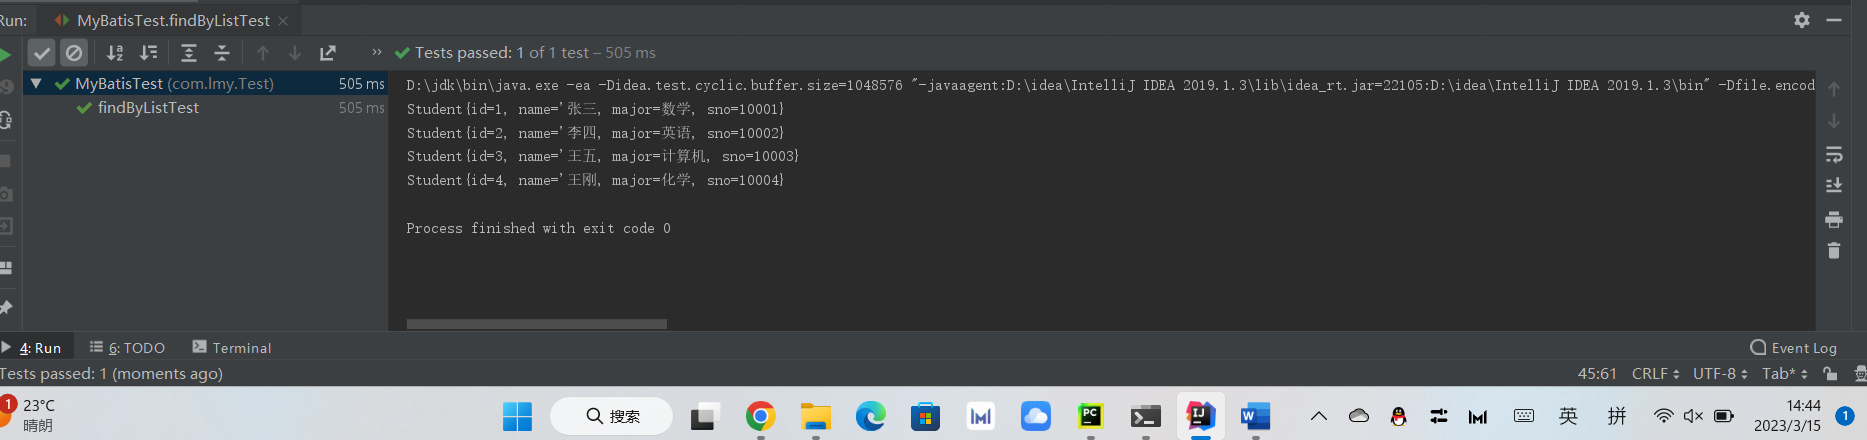 Run: MyBatisTest.findByListTest
Tests passed: 1 of 1 test – 505 ms
MyBatisTest (com.lmy.Test) 505 ms
findByListTest 505 ms
D:\jdk\bin\java.exe -ea -Didea.test.cyclic.buffer.size=1048576 "-javaagent:D:\idea\IntelliJ IDEA 2019.1.3\lib\idea_rt.jar=22105:D:\idea\IntelliJ IDEA 2019.1.3\bin" -Dfile.encod
Student{id=1, name='张三, major=数学, sno=10001}
Student{id=2, name='李四, major=英语, sno=10002}
Student{id=3, name='王五, major=计算机, sno=10003}
Student{id=4, name='王刚, major=化学, sno=10004}
Process finished with exit code 0
4: Run 6: TODO Terminal Event Log
Tests passed: 1 (moments ago) 45:61 CRLF UTF-8 Tab*
1 23°C 搜索 PC IJ W 英 拼 14:44 1
晴朗 2023/3/15